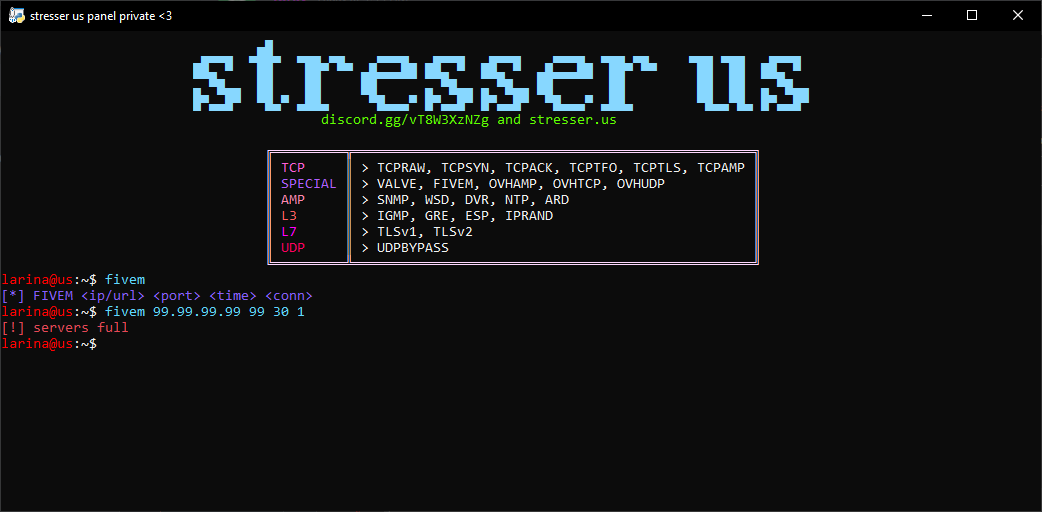 stresser us panel private <3
stresser us
discord.gg/vT8W3XzNZg and stresser.us
TCP > TCPRAW, TCPSYN, TCPACK, TCPTFO, TCPTLS, TCPAMP
SPECIAL > VALVE, FIVEM, OVHAMP, OVHTCP, OVHUDP
AMP > SNMP, WSD, DVR, NTP, ARD
L3 > IGMP, GRE, ESP, IPRAND
L7 > TLSv1, TLSv2
UDP > UDPBYPASS
larina@us:~$ fivem
[*] FIVEM <ip/url> <port> <time> <conn>
larina@us:~$ fivem 99.99.99.99 99 30 1
[!] servers full
larina@us:~$